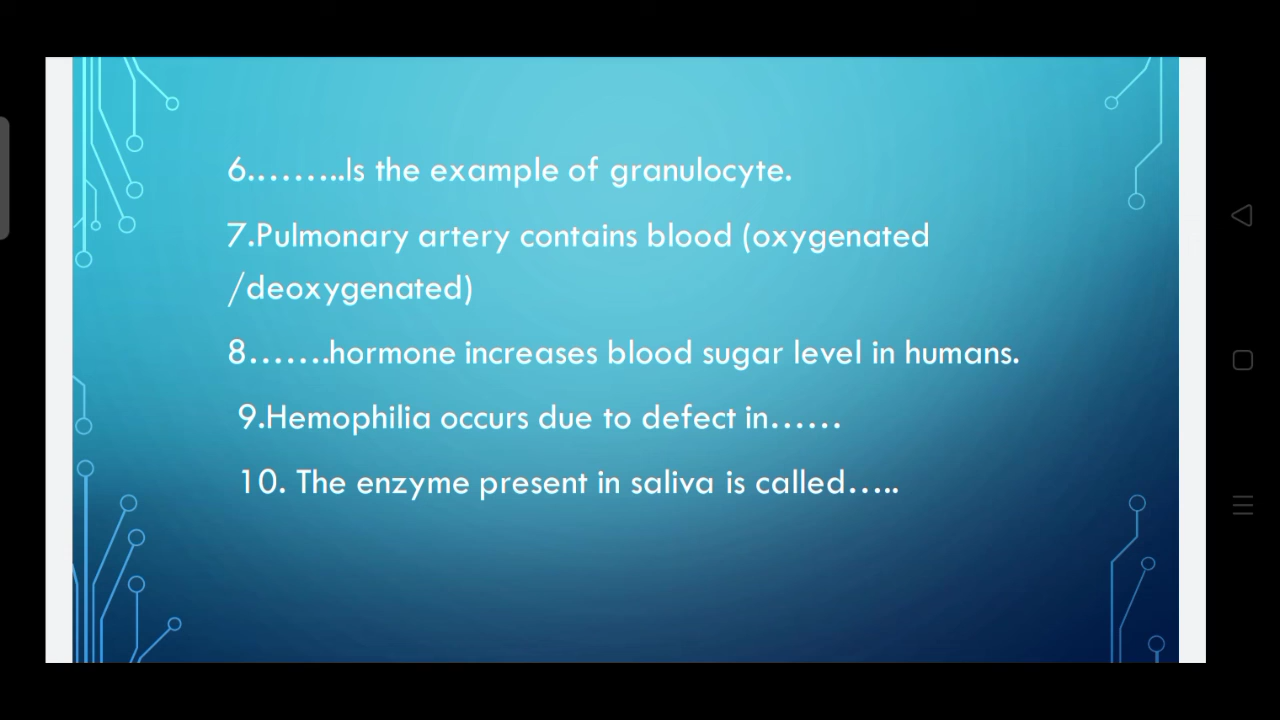 6.……..Is the example of granulocyte.
7.Pulmonary artery contains blood (oxygenated
/deoxygenated)
8…….hormone increases blood sugar level in humans.
9.Hemophilia occurs due to defect in……
10. The enzyme present in saliva is called…..